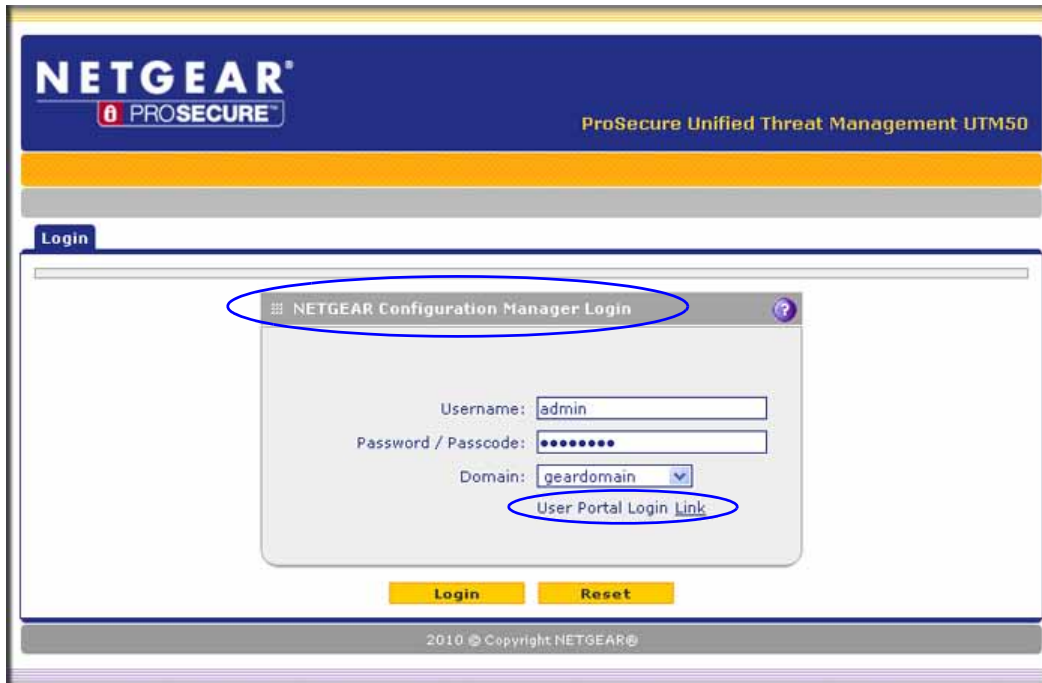 NETGEAR®
PROSECURE™
ProSecure Unified Threat Management UTM50
Login
NETGEAR Configuration Manager Login
?
Username: admin
Password / Passcode: ●●●●●●●●
Domain: geardomain
User Portal Login Link
Login Reset
2010 © Copyright NETGEAR®